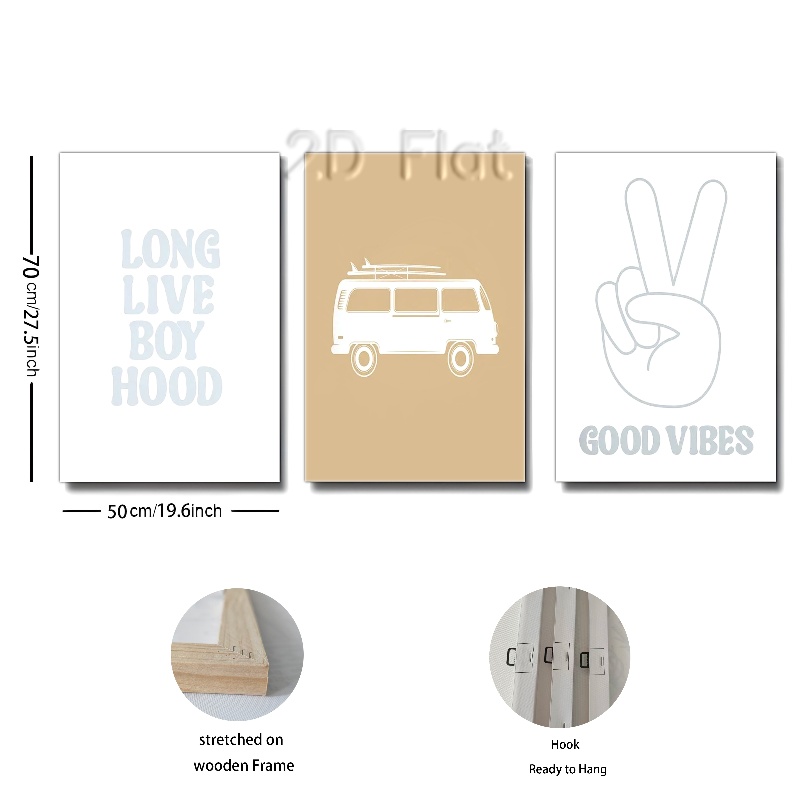 2D Flat
LONG
LIVE
BOY
HOOD
GOOD VIBES
70 cm/27.5inch
50cm/19.6inch
stretched on
wooden Frame
Hook
Ready to Hang